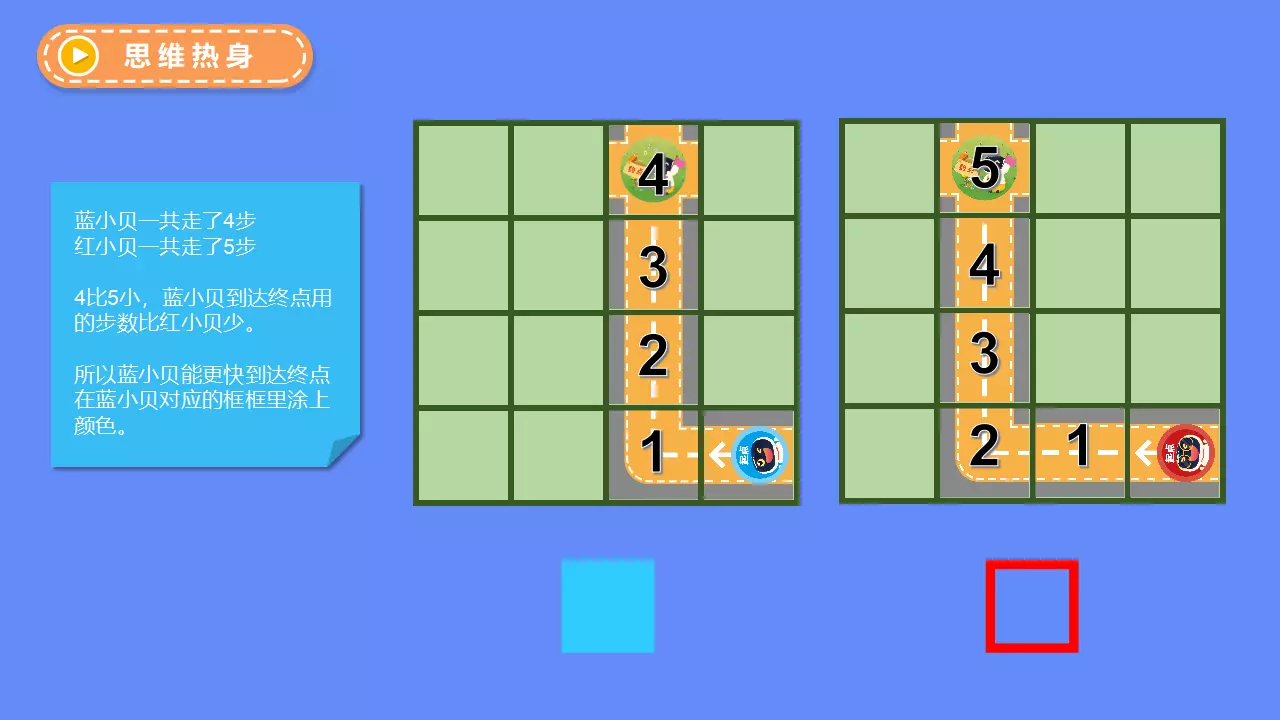 思维热身
蓝小贝一共走了4步
红小贝一共走了5步
4比5小，蓝小贝到达终点用
的步数比红小贝少。
所以蓝小贝能更快到达终点
在蓝小贝对应的框框里涂上
颜色。
4
3
2
1
起点
5
4
3
2
1
起点